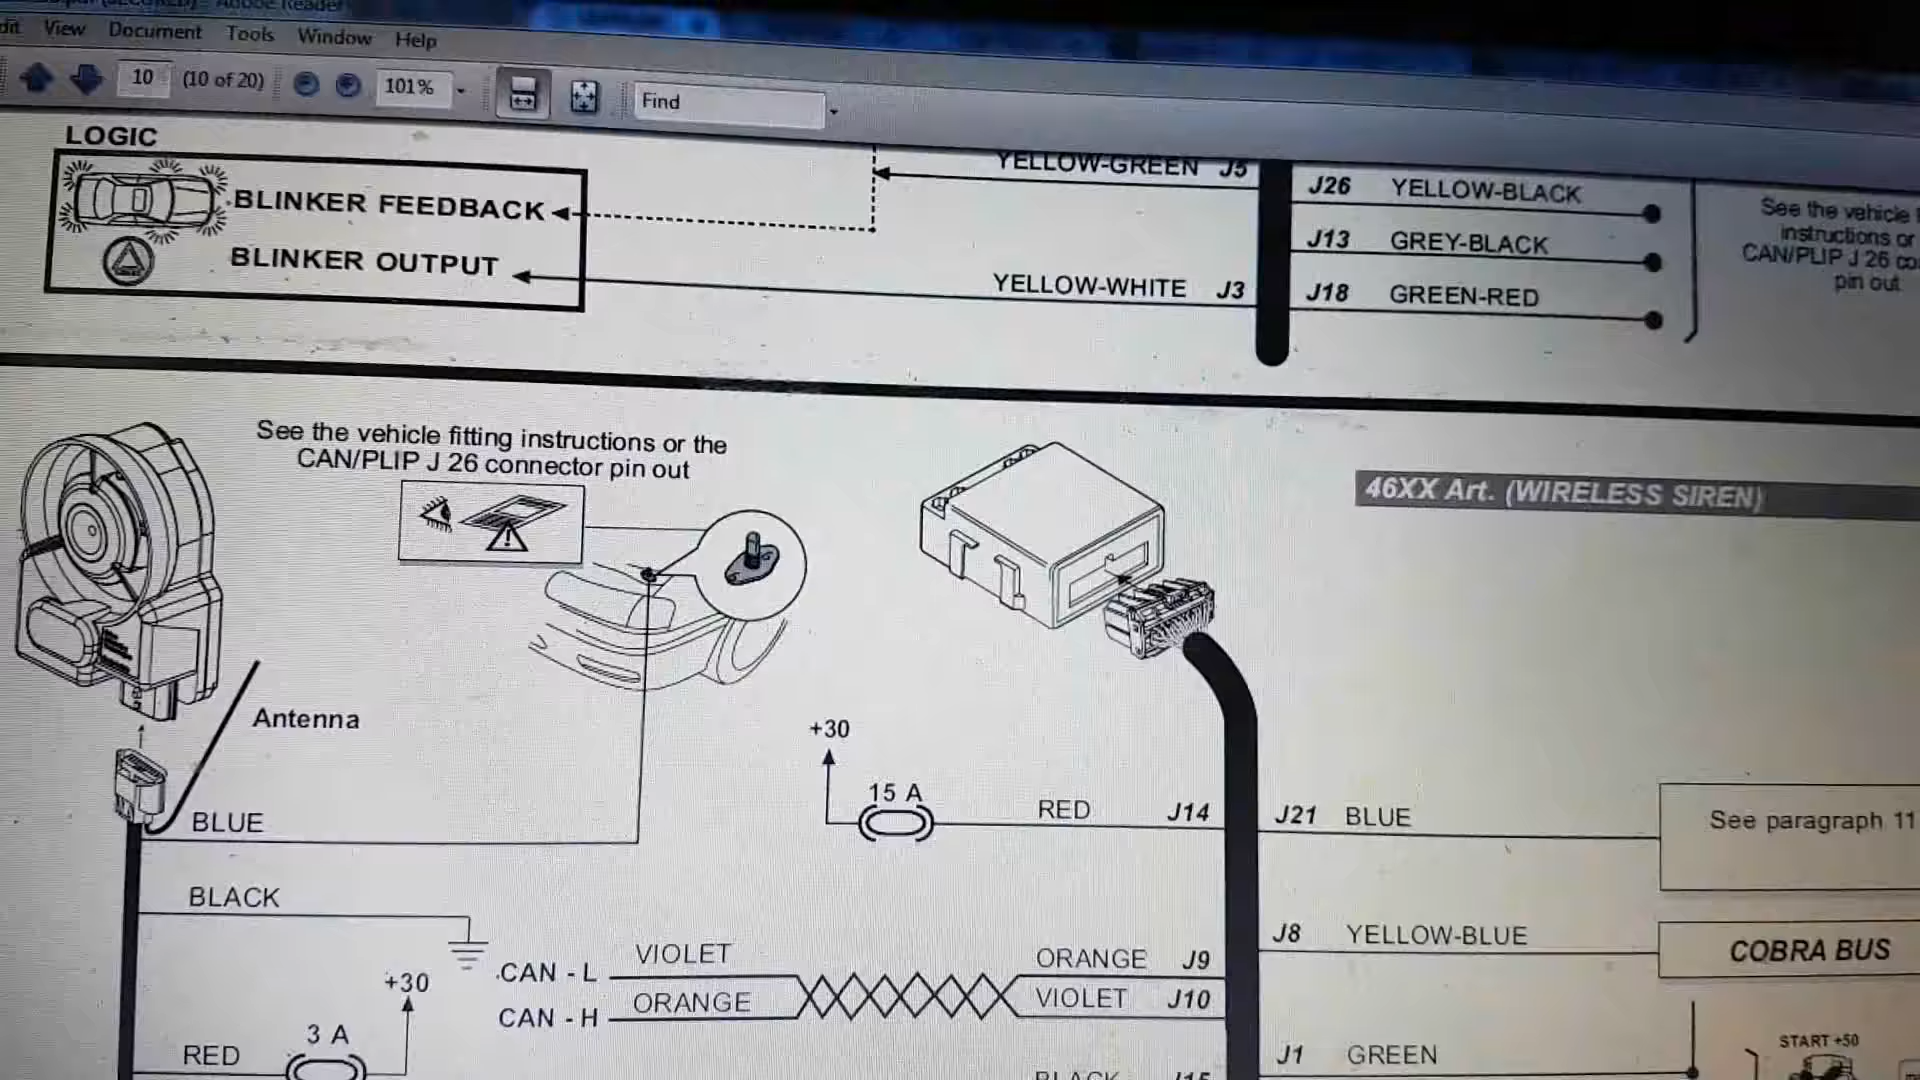 Adobe Reader
View Document Tools Window Help
10 (10 of 20) 101% Find
LOGIC
BLINKER FEEDBACK
BLINKER OUTPUT
YELLOW-GREEN J5
YELLOW-WHITE J3
J26 YELLOW-BLACK
J13 GREY-BLACK
J18 GREEN-RED
See the vehicle
instructions or
CAN/PLIP J 26
pin out
See the vehicle fitting instructions or the
CAN/PLIP J 26 connector pin out
46XX Art. (WIRELESS SIREN)
Antenna
+30
15 A
RED J14
J21 BLUE
See paragraph 11
BLUE
BLACK
J8 YELLOW-BLUE
COBRA BUS
CAN - L VIOLET ORANGE J9
CAN - H ORANGE VIOLET J10
+30
3 A
RED
J1 GREEN
START +50
BLACK J15